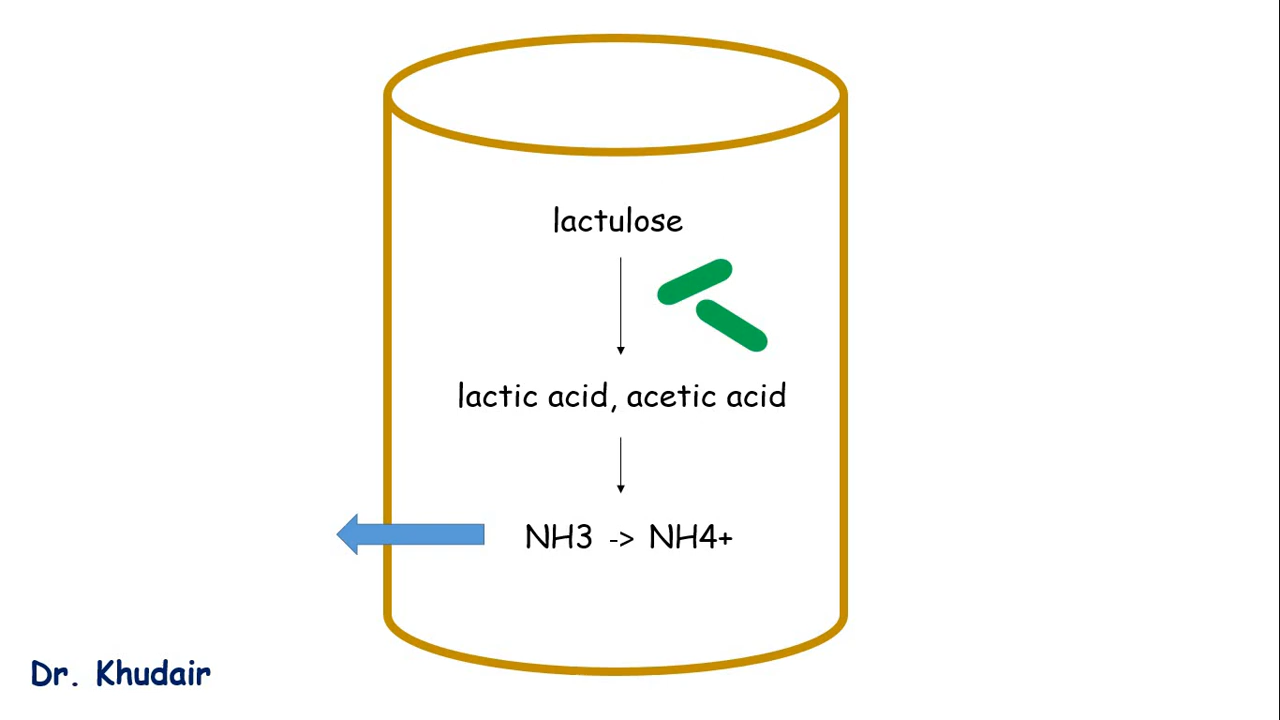 lactulose
lactic acid, acetic acid
NH3 -> NH4+
Dr. Khudair